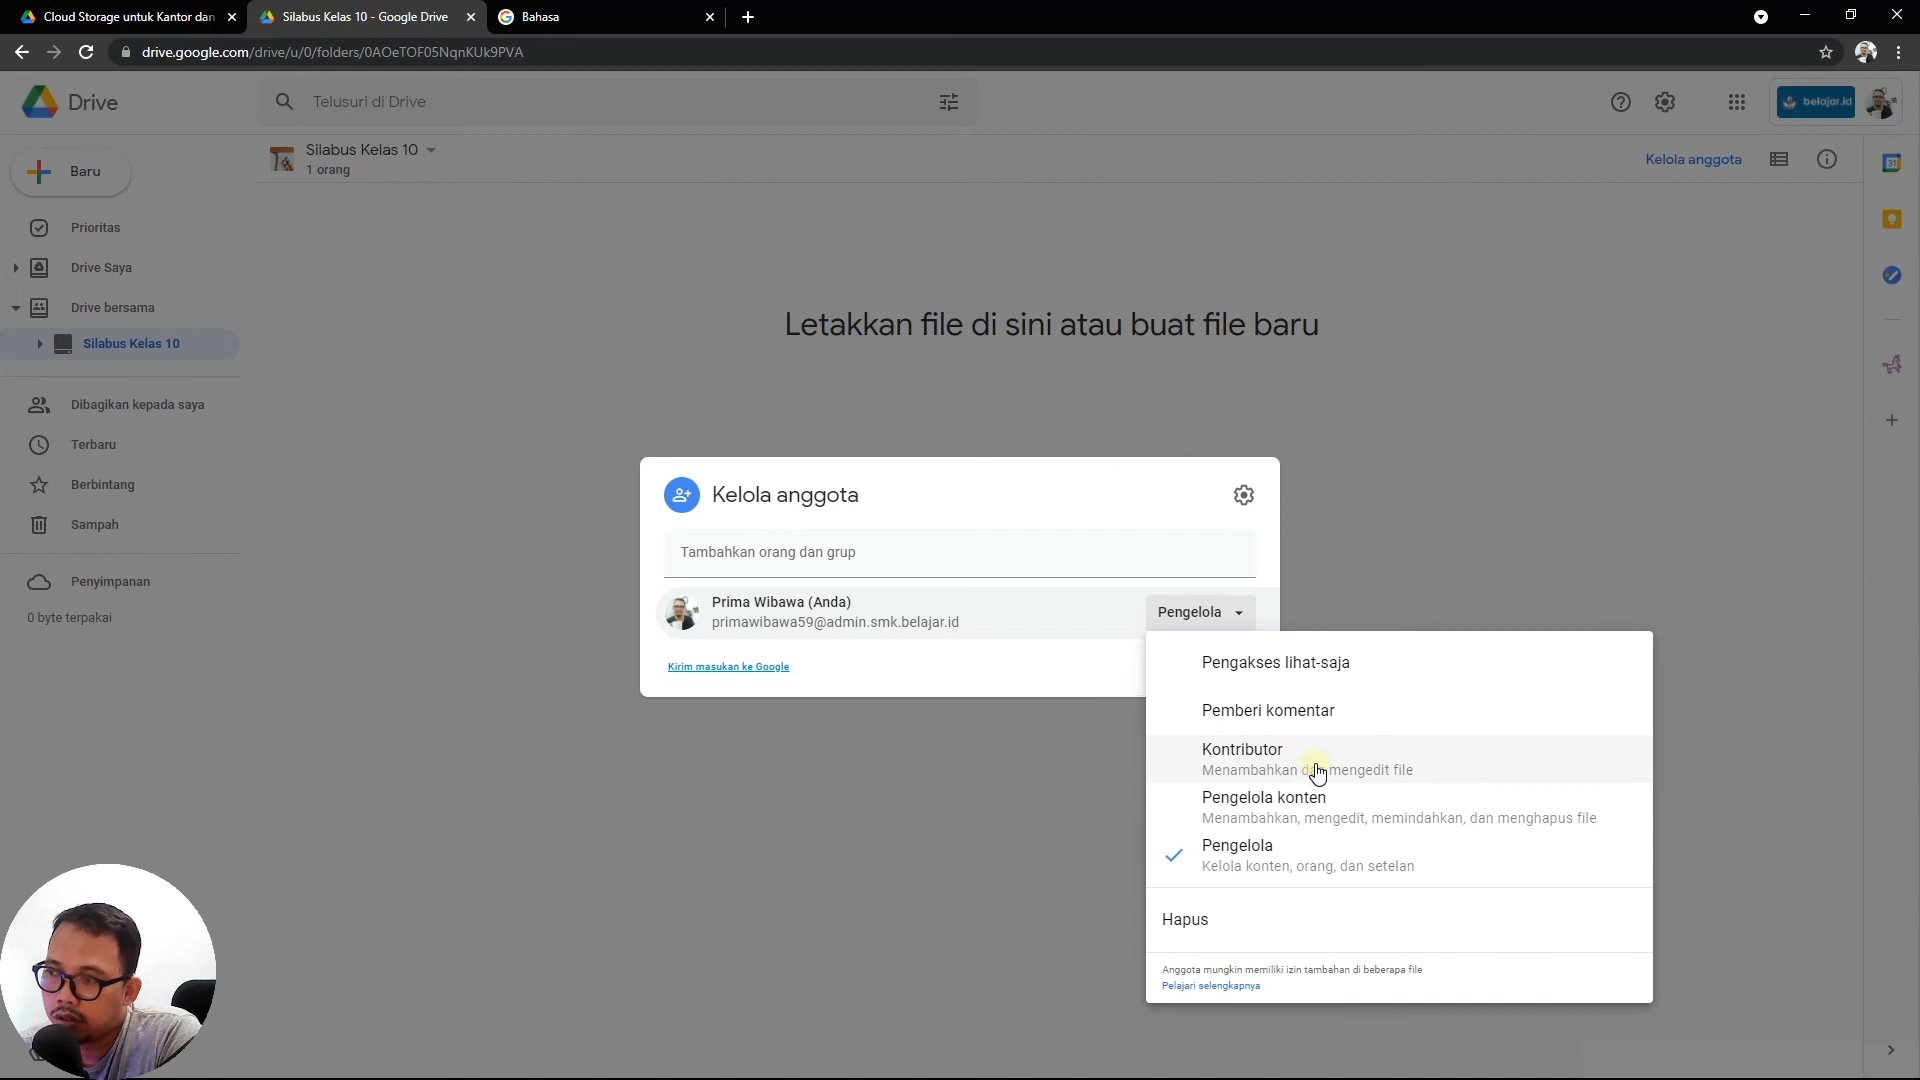 Cloud Storage untuk Kantor dan
Silabus Kelas 10 - Google Drive
Bahasa
drive.google.com/drive/u/0/folders/0AOeTOF05NqnKUk9PVA
Drive
Telusuri di Drive
belajar.id
Baru
Silabus Kelas 10
1 orang
Kelola anggota
31
Prioritas
Drive Saya
Drive bersama
Silabus Kelas 10
Dibagikan kepada saya
Terbaru
Berbintang
Sampah
Penyimpanan
0 byte terpakai
Letakkan file di sini atau buat file baru
Kelola anggota
Tambahkan orang dan grup
Prima Wibawa (Anda)
primawibawa59@admin.smk.belajar.id
Pengelola
Kirim masukan ke Google
Pengakses lihat-saja
Pemberi komentar
Kontributor
Menambahkan dan mengedit file
Pengelola konten
Menambahkan, mengedit, memindahkan, dan menghapus file
Pengelola
Kelola konten, orang, dan setelan
Hapus
Anggota mungkin memiliki izin tambahan di beberapa file
Pelajari selengkapnya